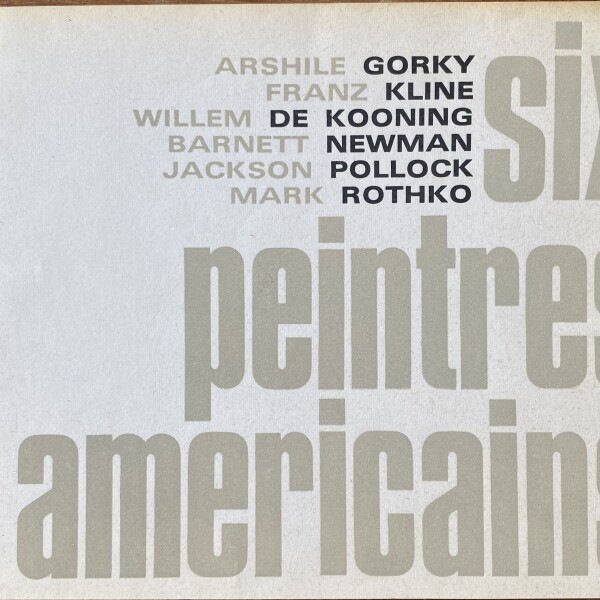 ARSHILE GORKY
FRANZ KLINE
WILLEM DE KOONING
BARNETT NEWMAN
JACKSON POLLOCK
MARK ROTHKO
six
peintres
americains